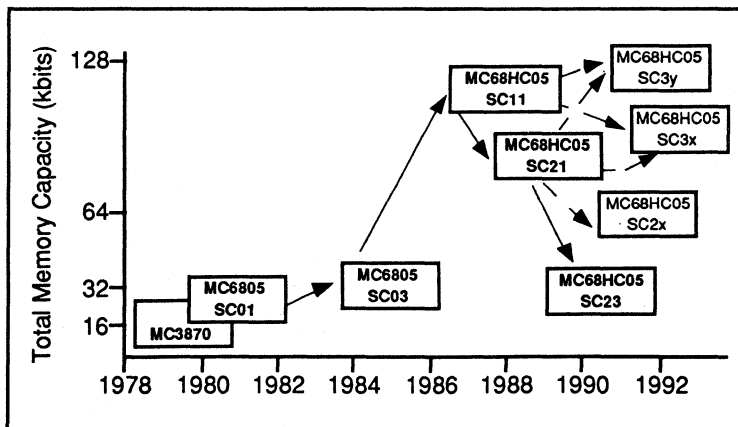 Total Memory Capacity (kbits)
128
64
32
16
MC68HC05
SC3y
MC68HC05
SC11
MC68HC05
SC3x
MC68HC05
SC21
MC68HC05
SC2x
MC6805
SC01
MC6805
SC03
MC68HC05
SC23
MC3870
1978 1980 1982 1984 1986 1988 1990 1992